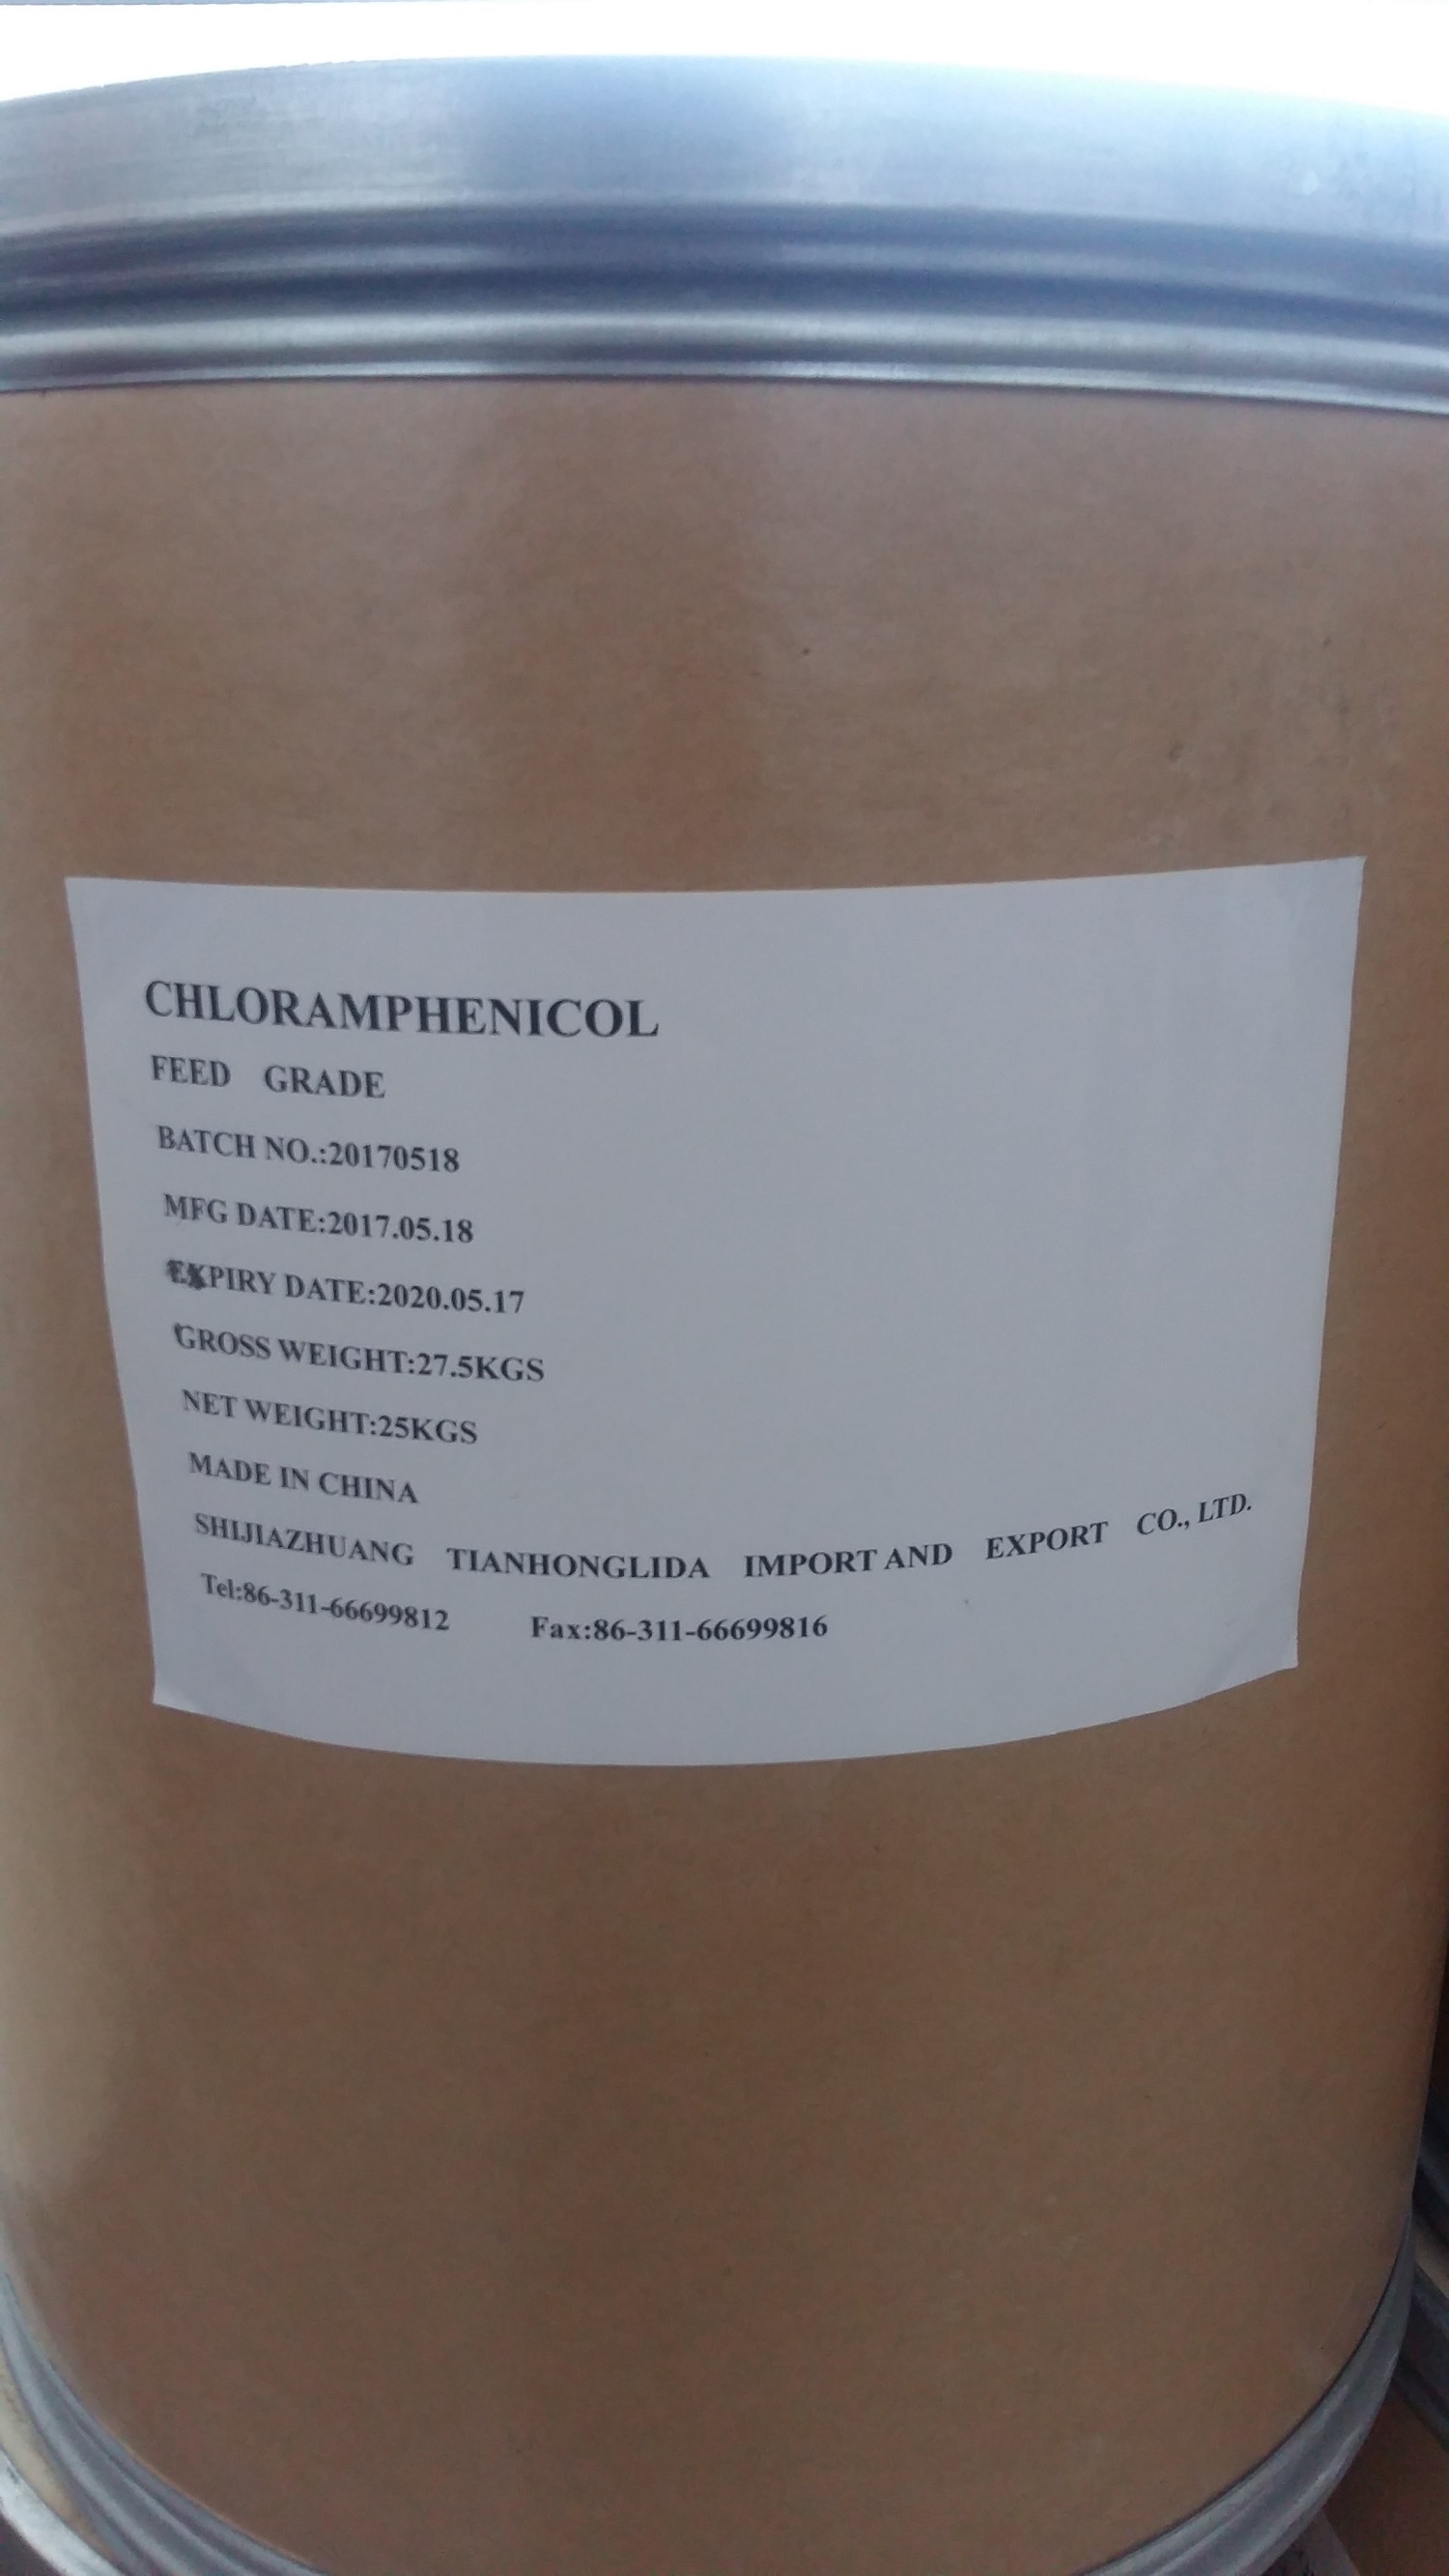 CHLORAMPHENICOL
FEED GRADE
BATCH NO.:20170518
MFG DATE:2017.05.18
EXPIRY DATE:2020.05.17
GROSS WEIGHT:27.5KGS
NET WEIGHT:25KGS
MADE IN CHINA
SHIJIAZHUANG TIANHONGLIDA IMPORT AND EXPORT CO., LTD.
Tel:86-311-66699812 Fax:86-311-66699816